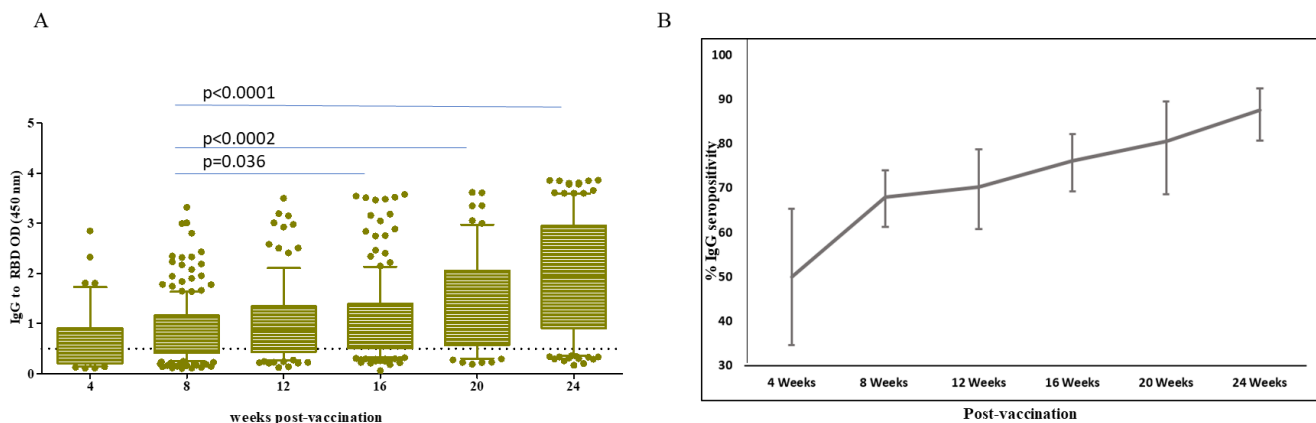 A
p<0.0001
p<0.0002
p=0.036
IgG to RBD OD (450 nm)
5
4
3
2
1
0
4 8 12 16 20 24
weeks post-vaccination
B
% IgG seropositivity
100
90
80
70
60
50
40
30
4 Weeks 8 Weeks 12 Weeks 16 Weeks 20 Weeks 24 Weeks
Post-vaccination